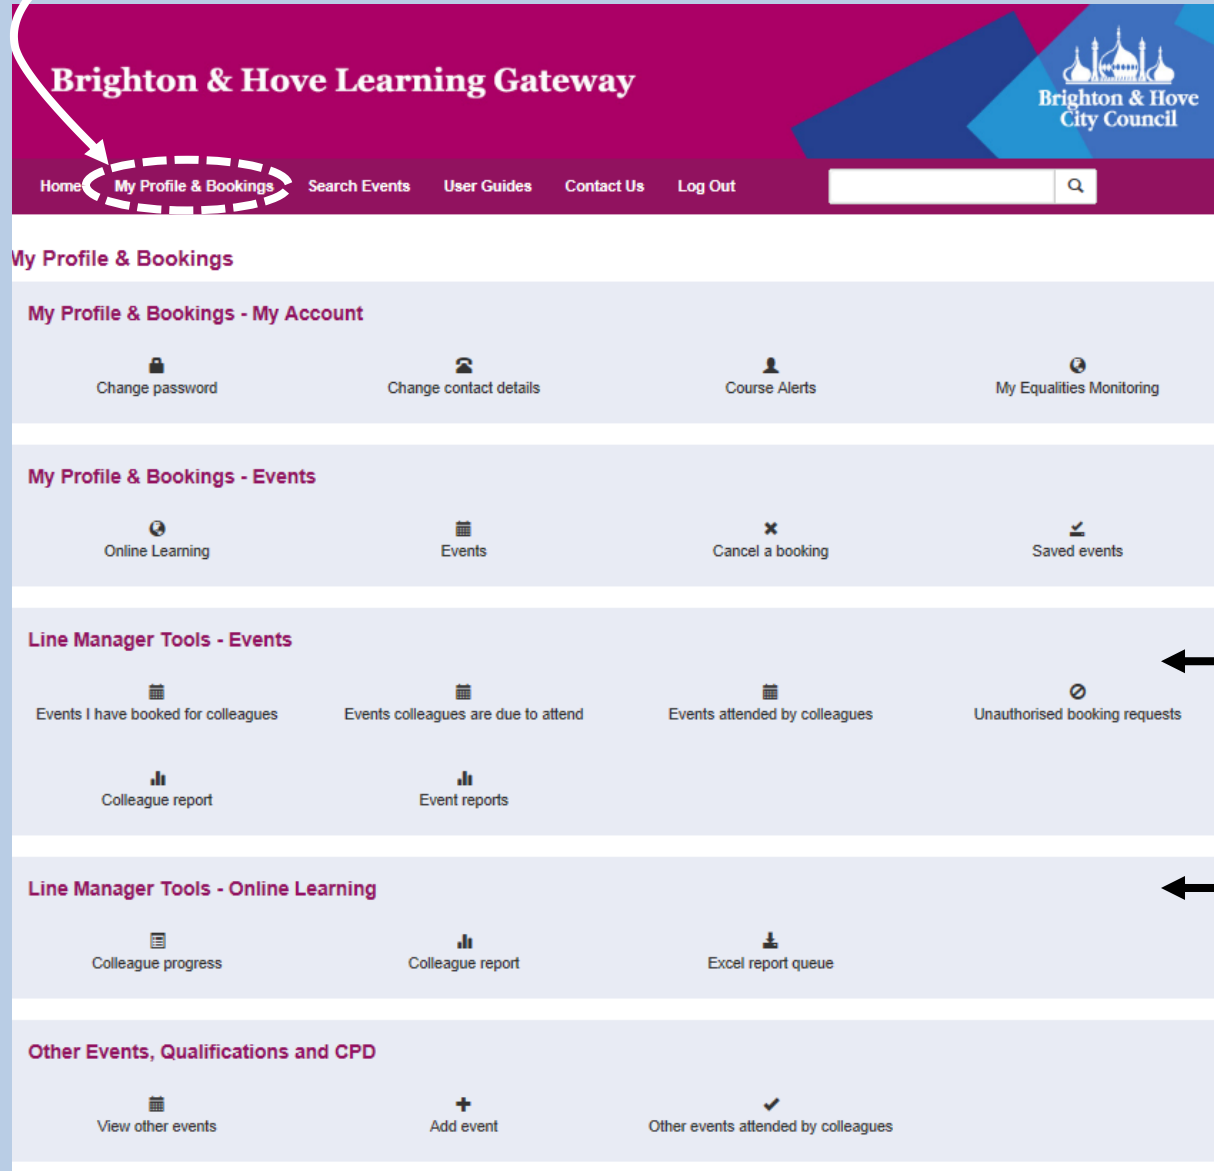 Brighton & Hove Learning Gateway
Brighton & Hove
City Council
Home My Profile & Bookings Search Events User Guides Contact Us Log Out
My Profile & Bookings
My Profile & Bookings - My Account
Change password Change contact details Course Alerts My Equalities Monitoring
My Profile & Bookings - Events
Online Learning Events Cancel a booking Saved events
Line Manager Tools - Events
Events I have booked for colleagues Events colleagues are due to attend Events attended by colleagues Unauthorised booking requests
Colleague report Event reports
Line Manager Tools - Online Learning
Colleague progress Colleague report Excel report queue
Other Events, Qualifications and CPD
View other events Add event Other events attended by colleagues